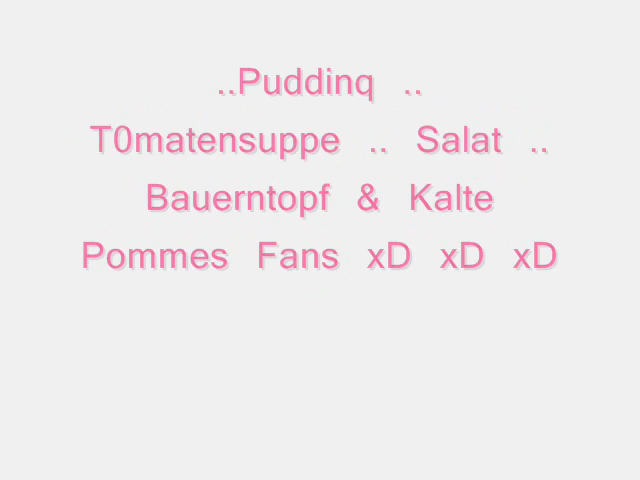 ..Puddinq ..
T0matensuppe .. Salat ..
Bauerntopf & Kalte
Pommes Fans xD xD xD